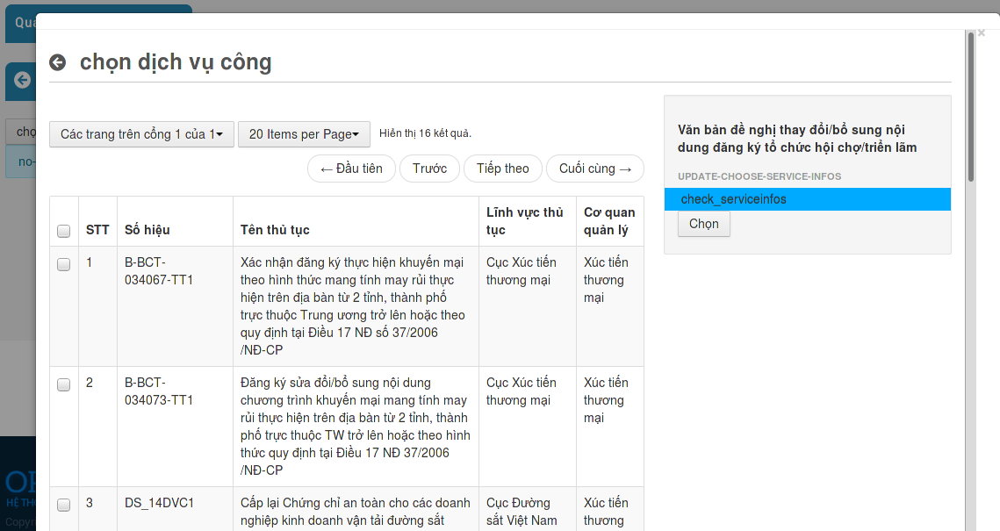 Qua
chọn dịch vụ công
chọ
no-
Các trang trên cổng 1 của 1
20 Items per Page
Hiển thị 16 kết quả.
← Đầu tiên
Trước
Tiếp theo
Cuối cùng →
STT
Số hiệu
Tên thủ tục
Lĩnh vực thủ
tục
Cơ quan
quản lý
1
B-BCT-
034067-TT1
Xác nhận đăng ký thực hiện khuyến mại
theo hình thức mang tính may rủi thực
hiện trên địa bàn từ 2 tỉnh, thành phố
trực thuộc Trung ương trở lên hoặc theo
quy định tại Điều 17 NĐ số 37/2006
/NĐ-CP
Cục Xúc tiến
thương mại
Xúc tiến
thương
mại
2
B-BCT-
034073-TT1
Đăng ký sửa đổi/bổ sung nội dung
chương trình khuyến mại mang tính may
rủi thực hiện trên địa bàn từ 2 tỉnh, thành
phố trực thuộc TW trở lên hoặc theo hình
thức quy định tại Điều 17 NĐ 37/2006
/NĐ-CP
Cục Xúc tiến
thương mại
Xúc tiến
thương
mại
3
DS_14DVC1
Cấp lại Chứng chỉ an toàn cho các doanh
nghiệp kinh doanh vận tải đường sắt
Cục Đường
sắt Việt Nam
Xúc tiến
thương
Văn bản đề nghị thay đổi/bổ sung nội
dung đăng ký tổ chức hội chợ/triển lãm
UPDATE-CHOOSE-SERVICE-INFOS
check_serviceinfos
Chọn
×
HỆ THỐ
Copyri